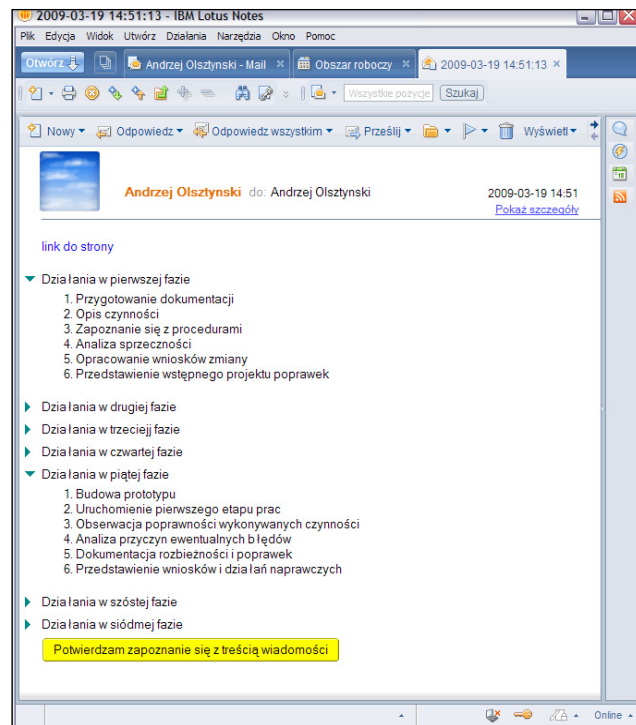 2009-03-19 14:51:13 - IBM Lotus Notes
Plik Edycja Widok Utwórz Działania Narzędzia Okno Pomoc
Otwórz Andrzej Olsztynski - Mail Obszar roboczy 2009-03-19 14:51:13
Wszystkie pozycje Szukaj
Nowy Odpowiedz Odpowiedz wszystkim Prześlij Wyświetl
Andrzej Olsztynski do: Andrzej Olsztynski 2009-03-19 14:51
Pokaż szczegóły
link do strony
Działania w pierwszej fazie
1. Przygotowanie dokumentacji
2. Opis czynności
3. Zapoznanie się z procedurami
4. Analiza sprzeczności
5. Opracowanie wniosków zmiany
6. Przedstawienie wstępnego projektu poprawek
Działania w drugiej fazie
Działania w trzeciejj fazie
Działania w czwartej fazie
Działania w piątej fazie
1. Budowa prototypu
2. Uruchomienie pierwszego etapu prac
3. Obserwacja poprawności wykonywanych czynności
4. Analiza przyczyn ewentualnych błędów
5. Dokumentacja rozbieżności i poprawek
6. Przedstawienie wniosków i działań naprawczych
Działania w szóstej fazie
Działania w siódmej fazie
Potwierdzam zapoznanie się z treścią wiadomości
Online